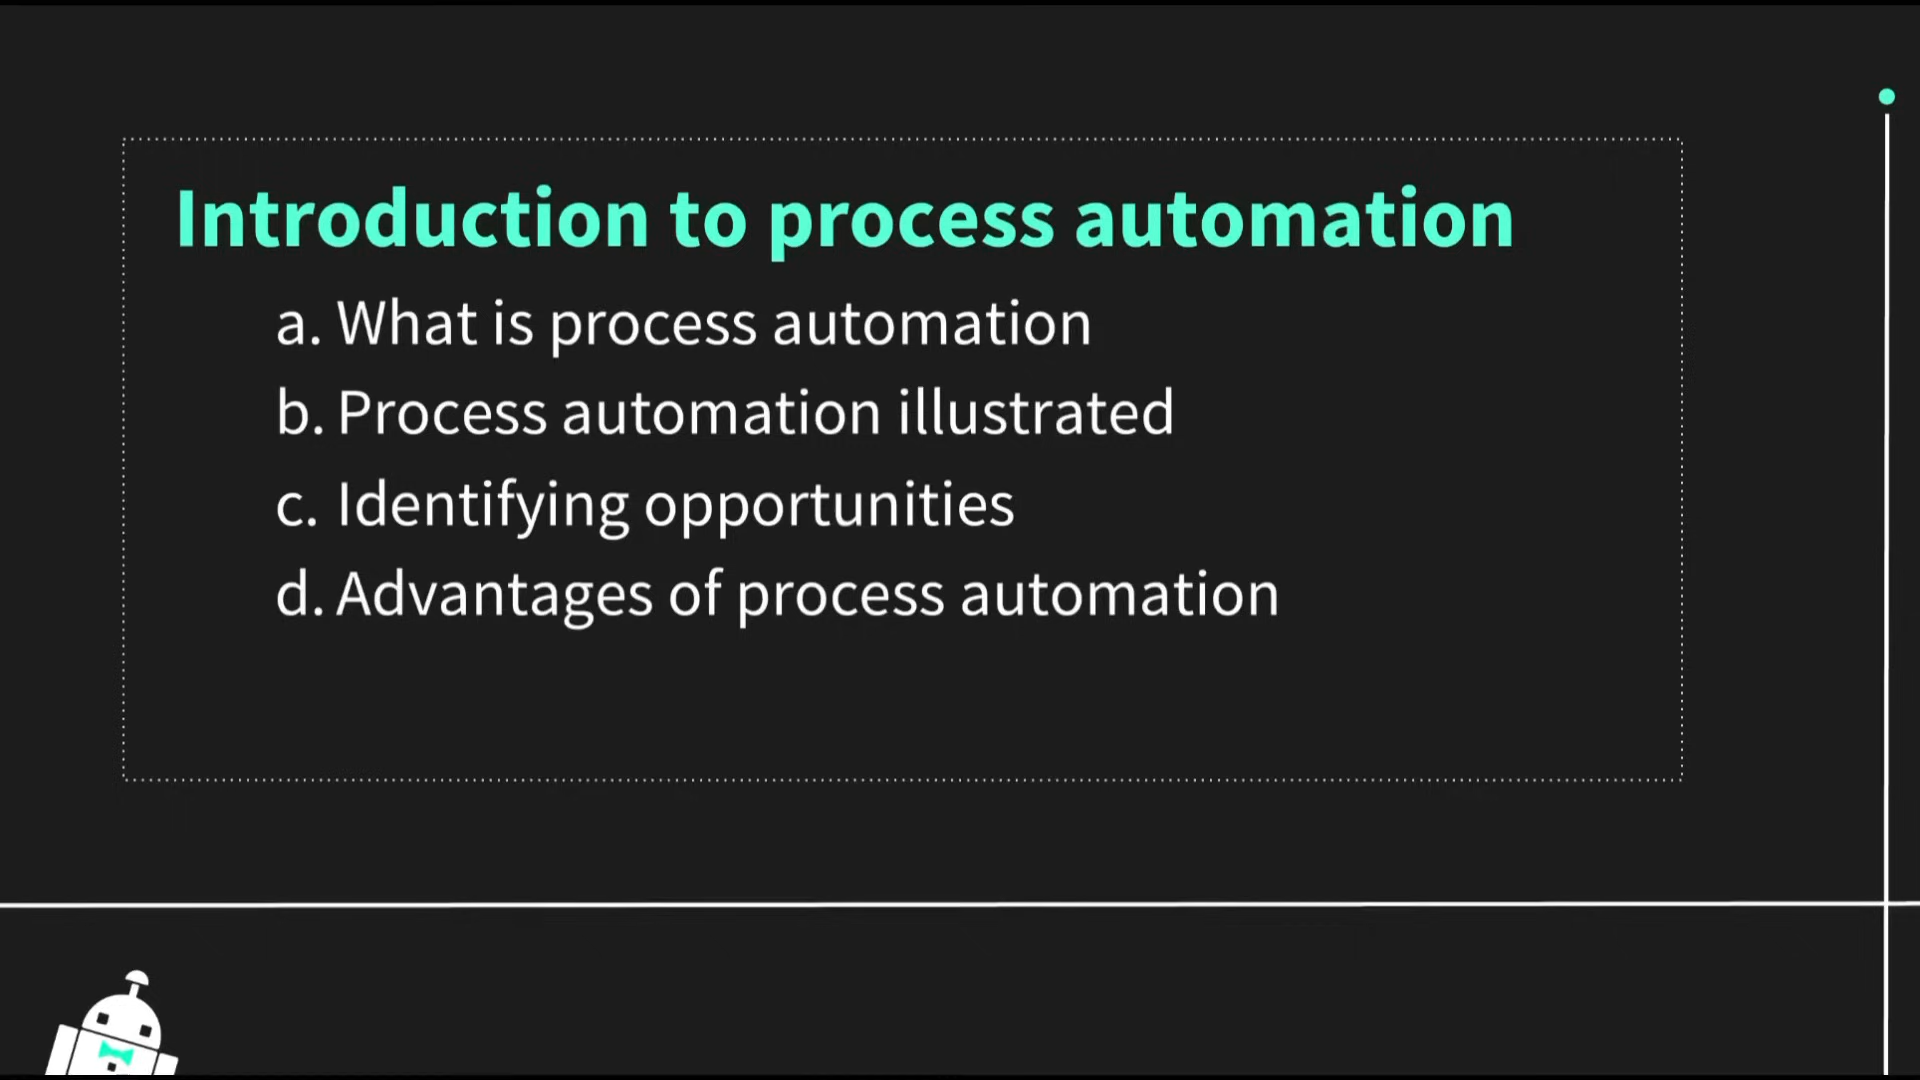 Introduction to process automation
a. What is process automation
b. Process automation illustrated
c. Identifying opportunities
d. Advantages of process automation